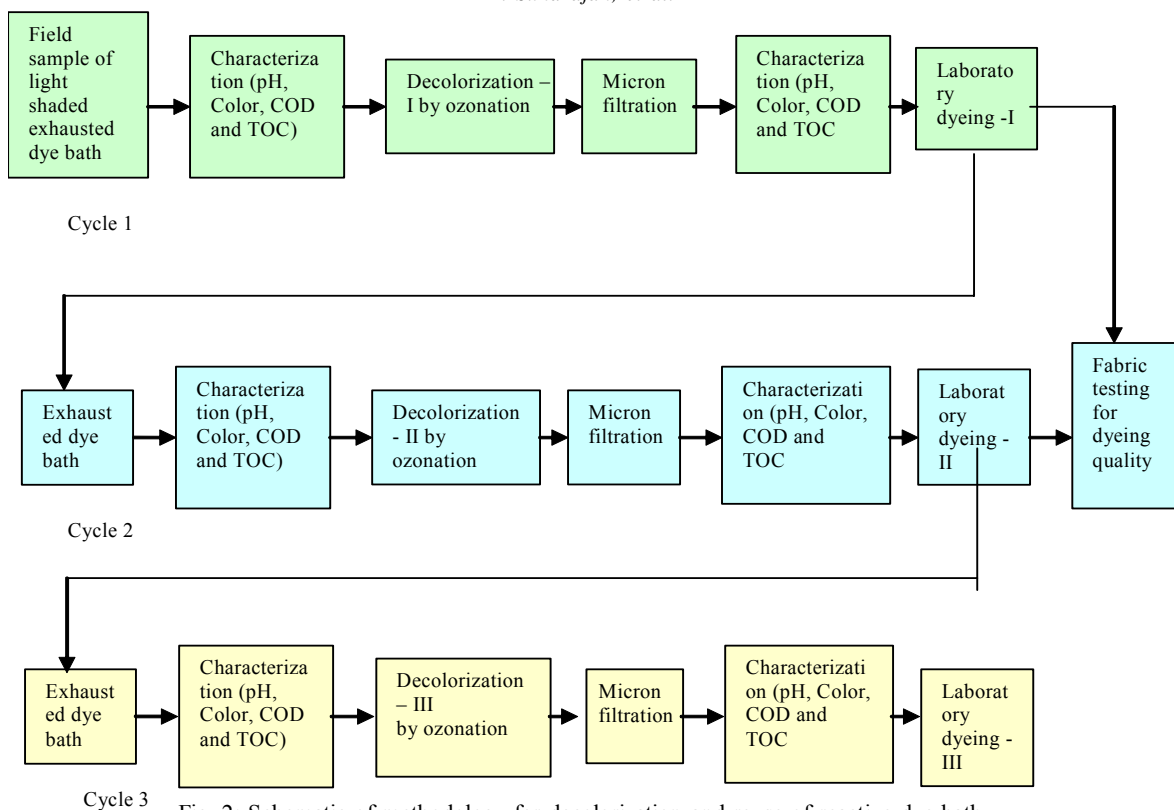 Field
sample of
light
shaded
exhausted
dye bath
Characteriza
tion (pH,
Color, COD
and TOC)
Decolorization –
I by ozonation
Micron
filtration
Characteriza
tion (pH,
Color, COD
and TOC
Laborato
ry
dyeing -I
Cycle 1
Exhaust
ed dye
bath
Characteriza
tion (pH,
Color, COD
and TOC)
Decolorization
- II by
ozonation
Micron
filtration
Characterizati
on (pH, Color,
COD and
TOC
Laborat
ory
dyeing -
II
Fabric
testing
for
dyeing
quality
Cycle 2
Exhaust
ed dye
bath
Characteriza
tion (pH,
Color, COD
and TOC)
Decolorization
– III
by ozonation
Micron
filtration
Characterizati
on (pH, Color,
COD and
TOC
Laborat
ory
dyeing -
III
Cycle 3